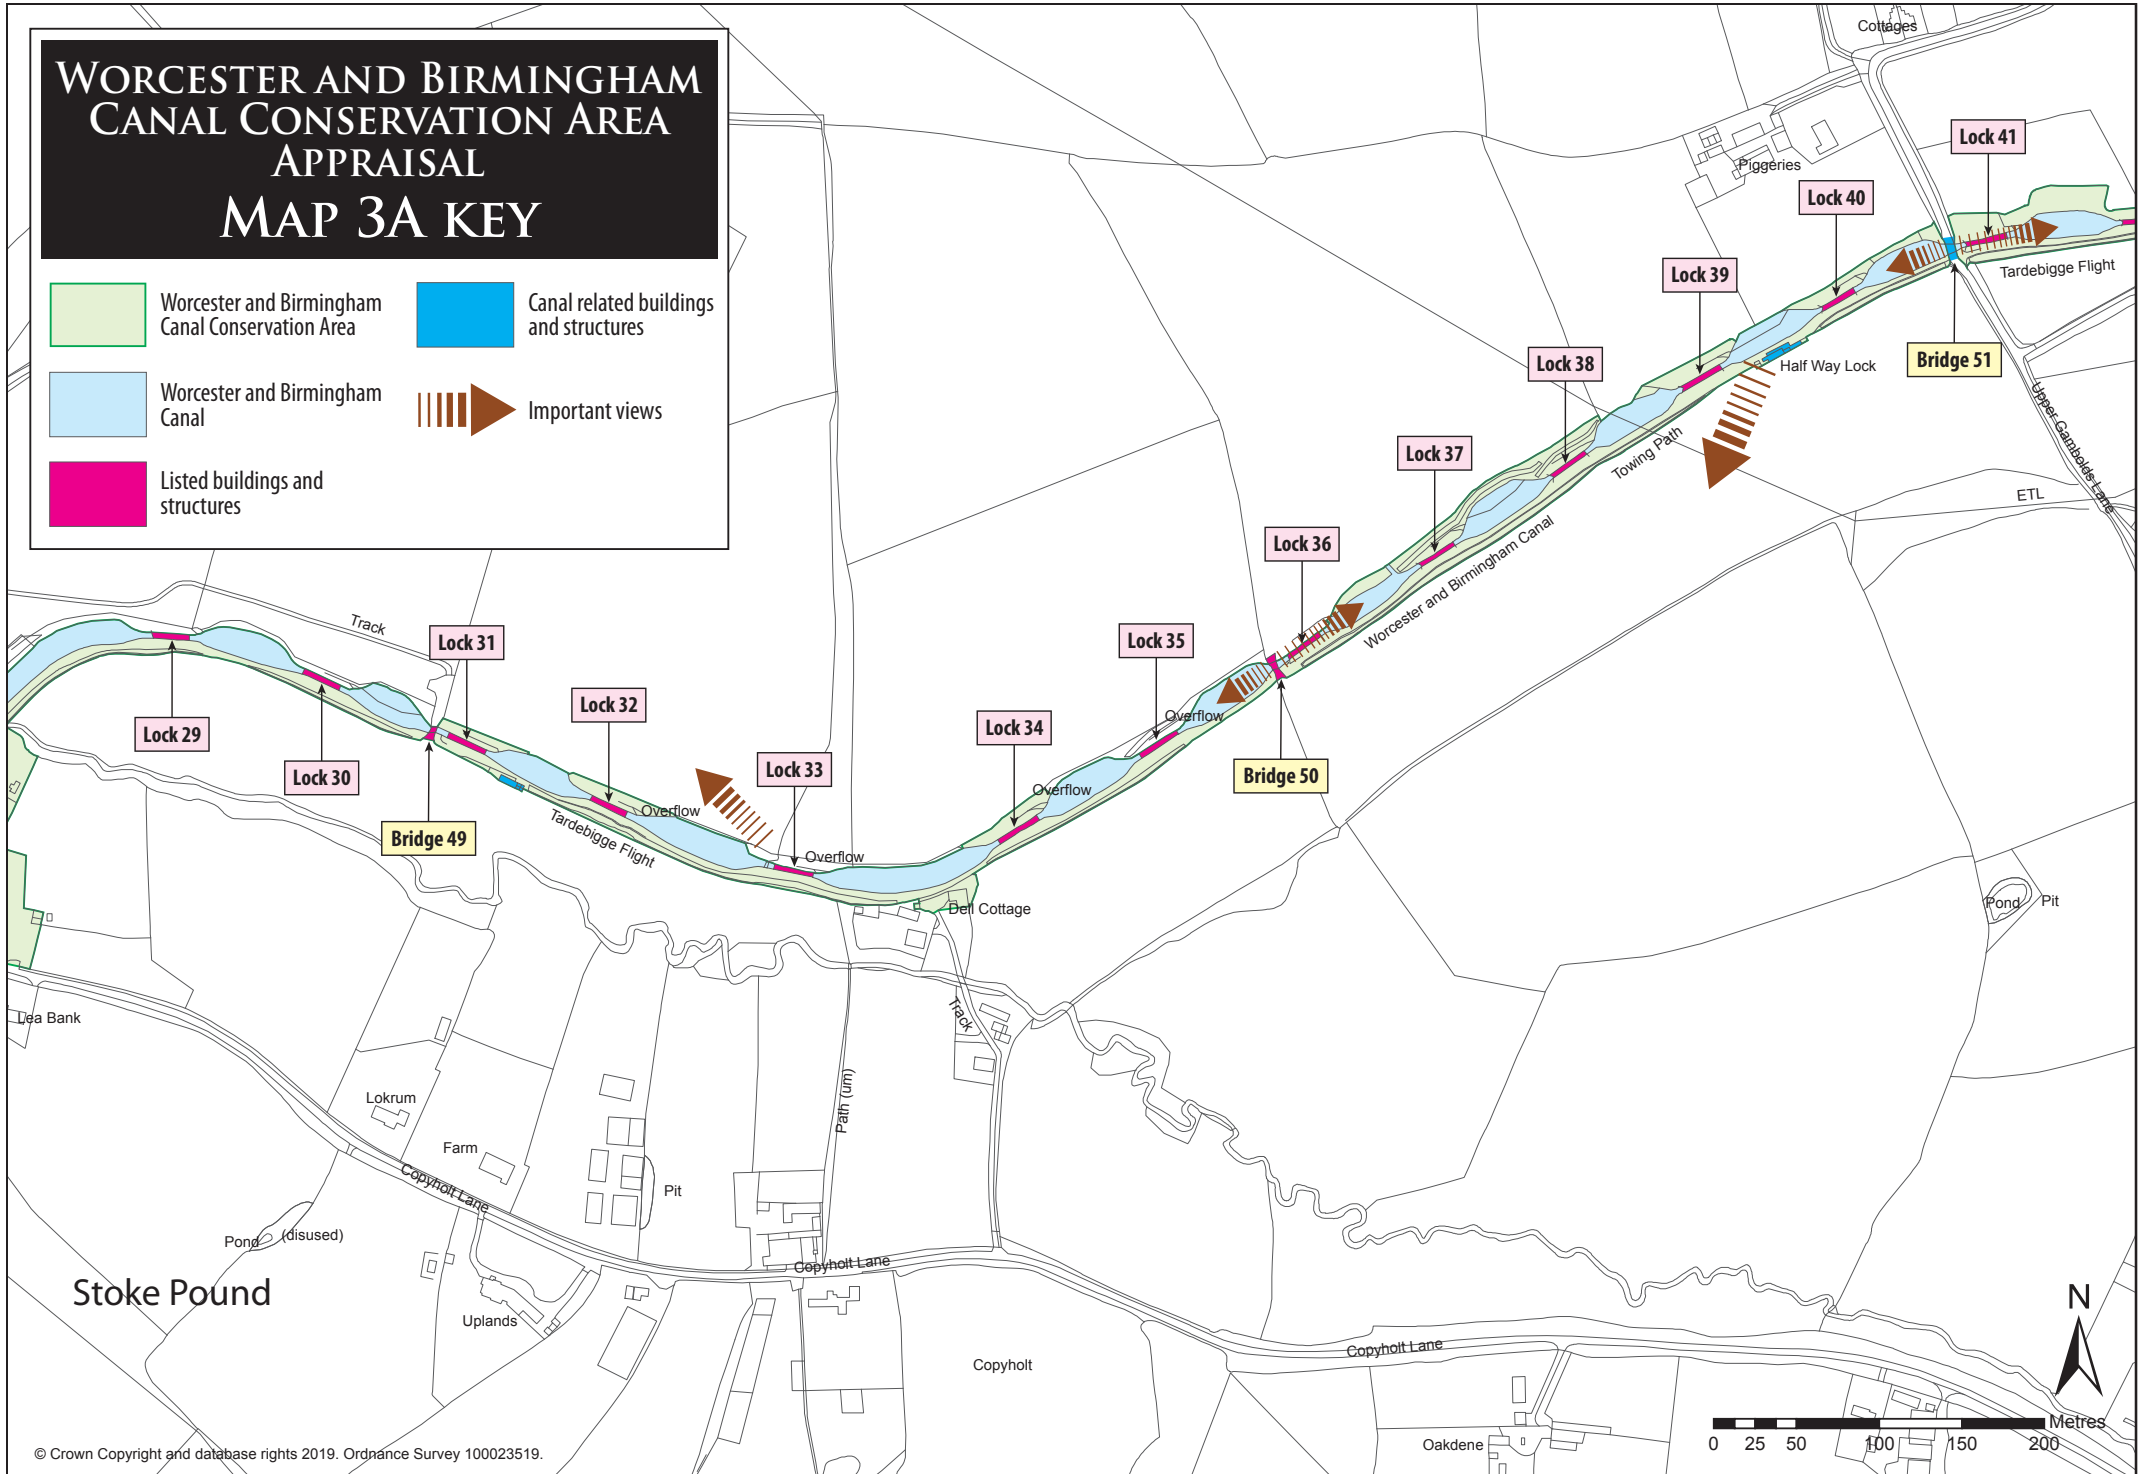 WORCESTER AND BIRMINGHAM
CANAL CONSERVATION AREA
APPRAISAL
MAP 3A KEY
Worcester and Birmingham
Canal Conservation Area
Worcester and Birmingham
Canal
Listed buildings and
structures
Canal related buildings
and structures
Important views
Cottages
Piggeries
Lock 41
Lock 40
Lock 39
Lock 38
Lock 37
Lock 36
Lock 35
Lock 34
Lock 33
Lock 32
Lock 31
Lock 30
Lock 29
Bridge 51
Bridge 50
Bridge 49
Tardebigge Flight
Half Way Lock
Upper Gambolds Lane
ETL
Towing Path
Worcester and Birmingham Canal
Track
Overflow
Overflow
Overflow
Overflow
Tardebigge Flight
Dell Cottage
Pond
Pit
Lea Bank
Track
Path (um)
Lokrum
Farm
Copyholt Lane
Pit
Pond
(disused)
Stoke Pound
Uplands
Copyholt Lane
Copyholt
Copyholt Lane
Oakdene
N
Metres
0 25 50 100 150 200
© Crown Copyright and database rights 2019. Ordnance Survey 100023519.